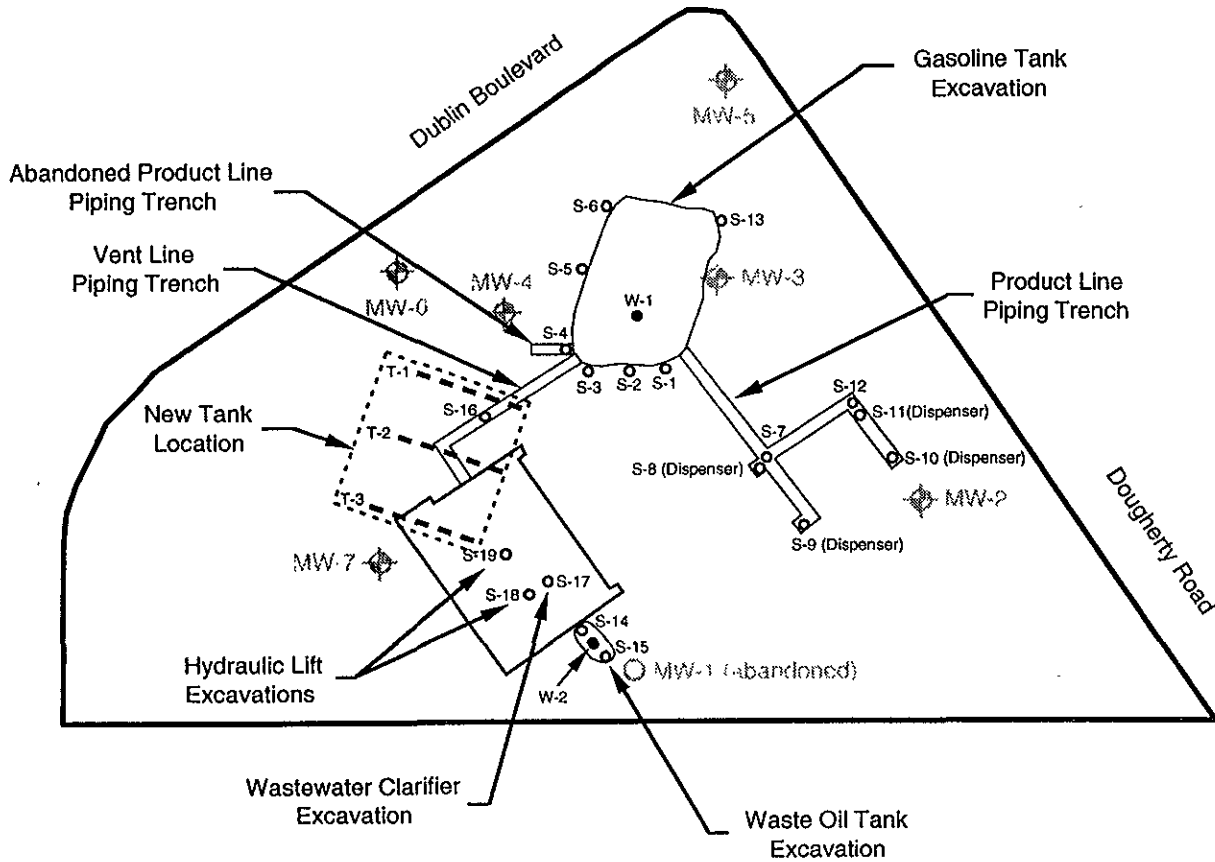 Gasoline Tank
Excavation
Dublin Boulevard
MW-5
Abandoned Product Line
Piping Trench
S-6
S-13
Vent Line
Piping Trench
S-5
MW-4
MW-3
Product Line
Piping Trench
W-1
S-4
S-3
S-2
S-1
T-1
S-12
S-11 (Dispenser)
New Tank
Location
S-16
T-2
S-7
S-8 (Dispenser)
S-10 (Dispenser)
T-3
MW-2
S-9 (Dispenser)
Dougherty Road
MW-7
S-19
S-17
S-18
S-14
S-15
Hydraulic Lift
Excavations
MW-1 (abandoned)
W-2
Wastewater Clarifier
Excavation
Waste Oil Tank
Excavation